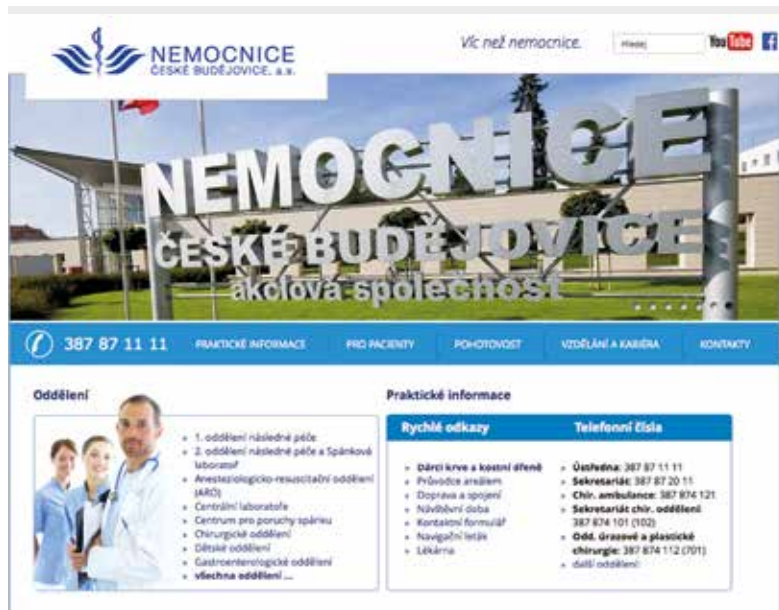 NEMOCNICE
ČESKÉ BUDĚJOVICE, a.s.
Víc než nemocnice.
Hledej
YouTube
f
NEMOCNICE
ČESKÉ BUDĚJOVICE
akciová společnost
387 87 11 11
PRAKTICKÉ INFORMACE
PRO PACIENTY
POHOTOVOST
VZDĚLÁNÍ A KARIÉRA
KONTAKTY
Oddělení
1. oddělení následné péče
2. oddělení následné péče a Spánková
laboratoř
Anesteziologicko-resuscitační oddělení
(ARO)
Centrální laboratoře
Centrum pro poruchy spánku
Chirurgické oddělení
Dětské oddělení
Gastroenterologické oddělení
všechna oddělení ...
Praktické informace
Rychlé odkazy
Dárci krve a kostní dřeně
Průvodce areálem
Doprava a spojení
Návštěvní doba
Kontaktní formulář
Navigační leták
Lékárna
Telefonní čísla
Ústředna: 387 87 11 11
Sekretariát: 387 87 20 11
Chir. ambulance: 387 874 121
Sekretariát chir. oddělení:
387 874 101 (102)
Odd. úrazové a plastické
chirurgie: 387 874 112 (701)
další oddělení